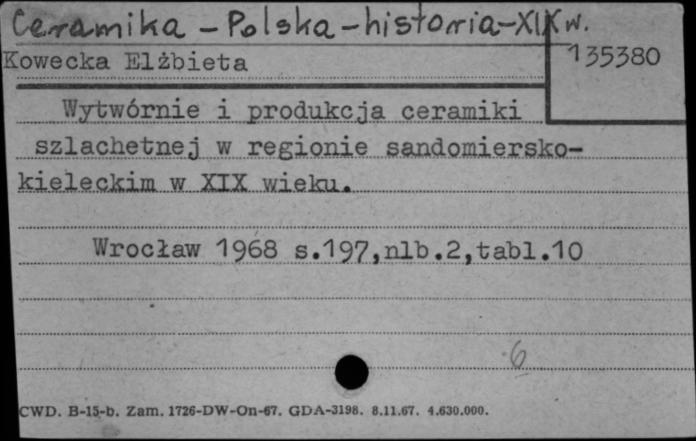 Ceramika - Polska - historria - XIX w.
Kowecka Elżbieta
135380
Wytwórnie i produkcja ceramiki
szlachetnej w regionie sandomiersko-
kieleckim w XIX wieku.
Wrocław 1968 s.197,nlb.2,tabl.10
6
CWD. B-15-b. Zam. 1726-DW-On-67. GDA-3198. 8.11.67. 4.630.000.